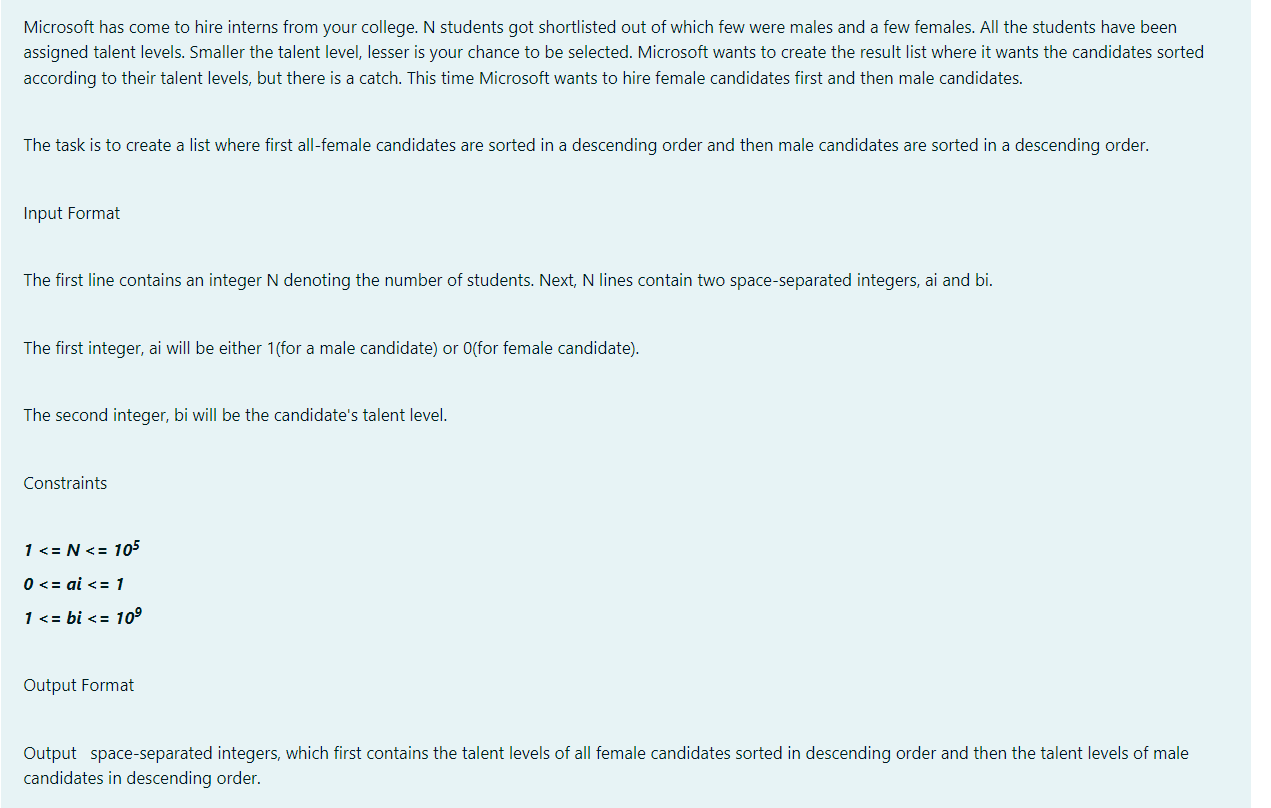 Microsoft has come to hire interns from your college. N students got shortlisted out of which few were males and a few females. All the students have been
assigned talent levels. Smaller the talent level, lesser is your chance to be selected. Microsoft wants to create the result list where it wants the candidates sorted
according to their talent levels, but there is a catch. This time Microsoft wants to hire female candidates first and then male candidates.
The task is to create a list where first all-female candidates are sorted in a descending order and then male candidates are sorted in a descending order.
Input Format
The first line contains an integer N denoting the number of students. Next, N lines contain two space-separated integers, ai and bi.
The first integer, ai will be either 1(for a male candidate) or 0(for female candidate).
The second integer, bi will be the candidate's talent level.
Constraints
1 <= N <= 10⁵
0 <= ai <= 1
1 <= bi <= 10⁹
Output Format
Output space-separated integers, which first contains the talent levels of all female candidates sorted in descending order and then the talent levels of male
candidates in descending order.